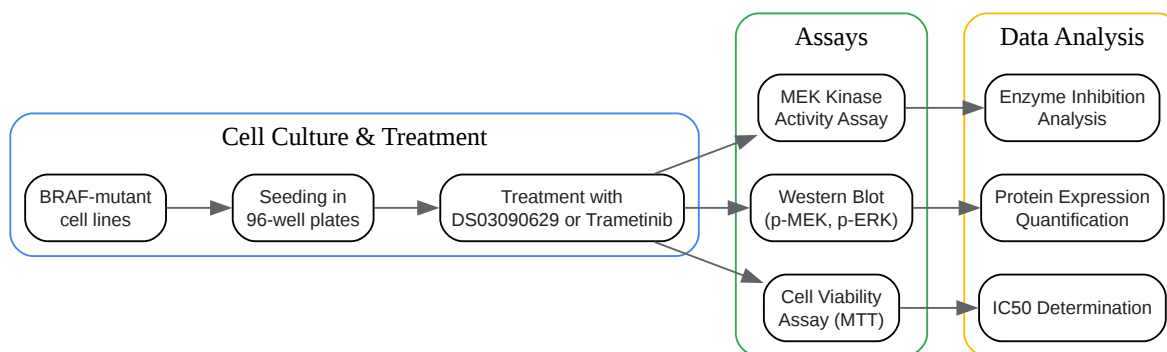 Cell Culture & Treatment
BRAF-mutant
cell lines
Seeding in
96-well plates
Treatment with
DS03090629 or Trametinib
Assays
MEK Kinase
Activity Assay
Western Blot
(p-MEK, p-ERK)
Cell Viability
Assay (MTT)
Data Analysis
Enzyme Inhibition
Analysis
Protein Expression
Quantification
IC50 Determination